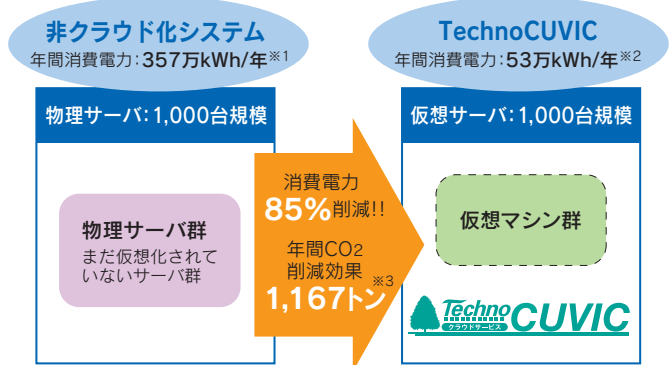 非クラウド化システム
年間消費電力:357万kWh/年※1
物理サーバ:1,000台規模
物理サーバ群
まだ仮想化されて
いないサーバ群
消費電力
85%削減!!
年間CO2
削減効果※3
1,167トン
TechnoCUVIC
年間消費電力:53万kWh/年※2
仮想サーバ:1,000台規模
仮想マシン群
Techno CUVIC
クラウドサービス